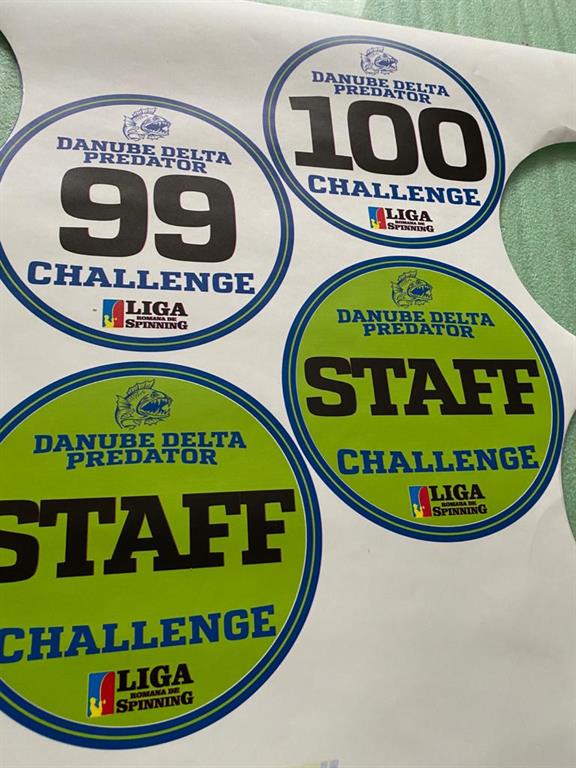 DANUBE DELTA
PREDATOR
99
CHALLENGE
LIGA
ROMANA DE
SPINNING
DANUBE DELTA
PREDATOR
100
CHALLENGE
LIGA
ROMANA DE
SPINNING
DANUBE DELTA
PREDATOR
STAFF
CHALLENGE
LIGA
ROMANA DE
SPINNING
DANUBE DELTA
PREDATOR
STAFF
CHALLENGE
LIGA
ROMANA DE
SPINNING